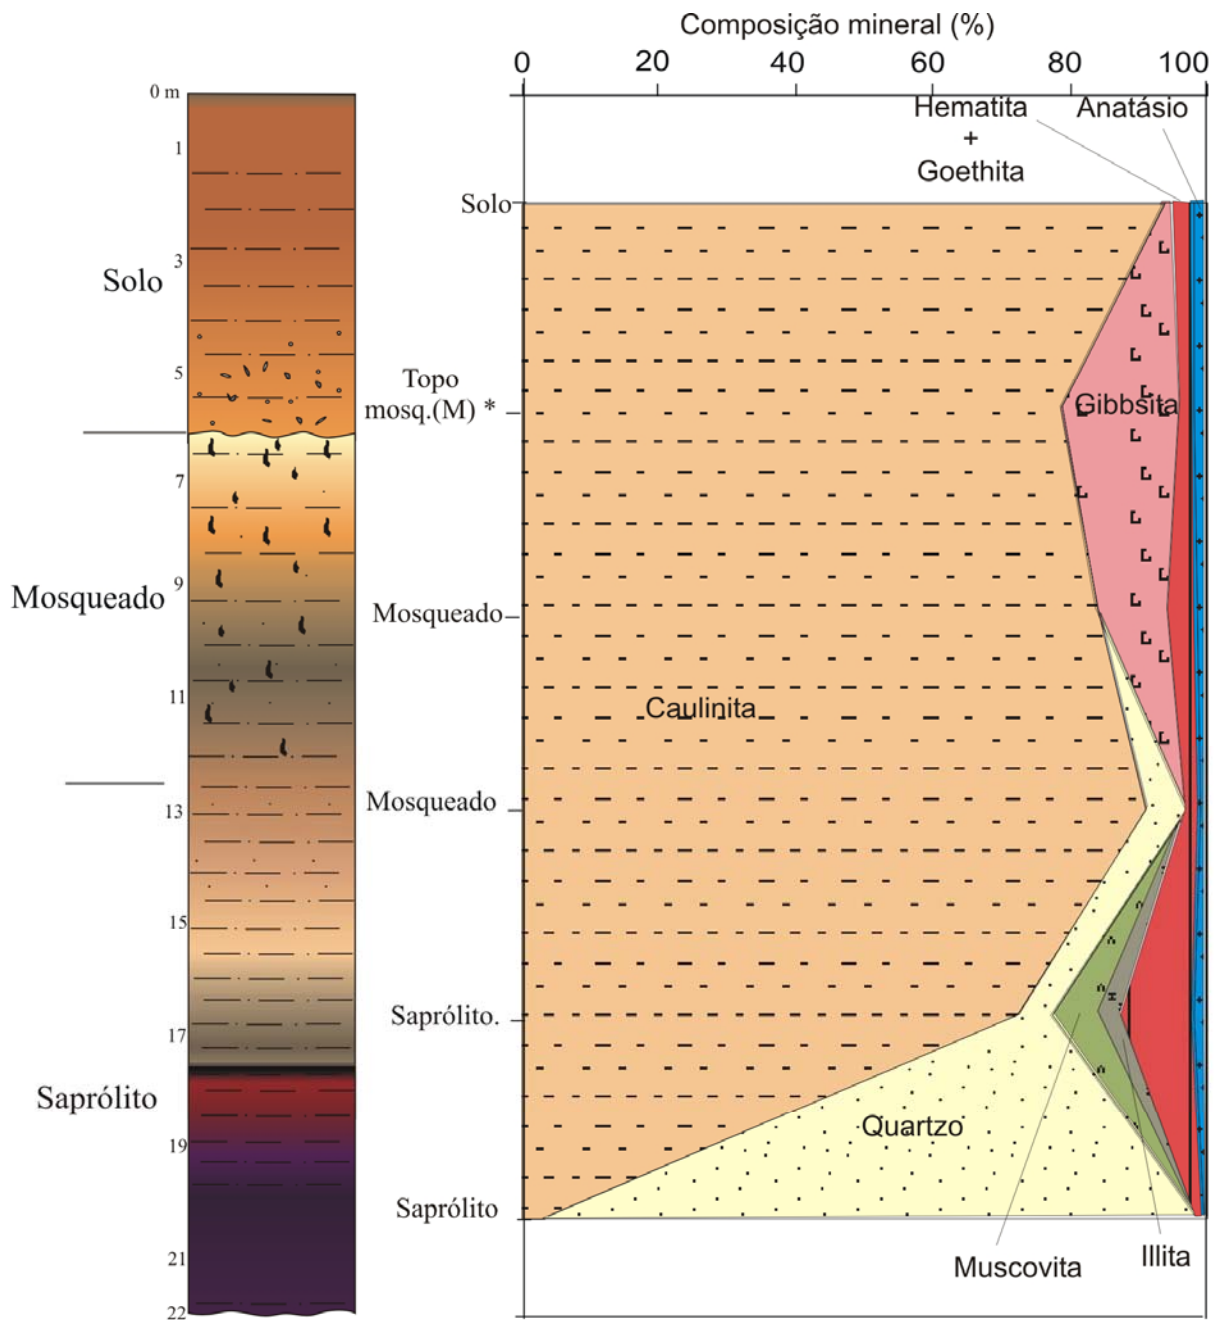 Composição mineral (%)
0 20 40 60 80 100
0 m
Hematita
+
Goethita
Anatásio
1
3
5
7
9
11
13
15
17
19
21
22
Solo
Mosqueado
Saprólito
Solo
Topo
mosq.(M) *
Mosqueado
Mosqueado
Saprólito.
Saprólito
Gibbsita
Caulinita
Quartzo
Muscovita
Illita